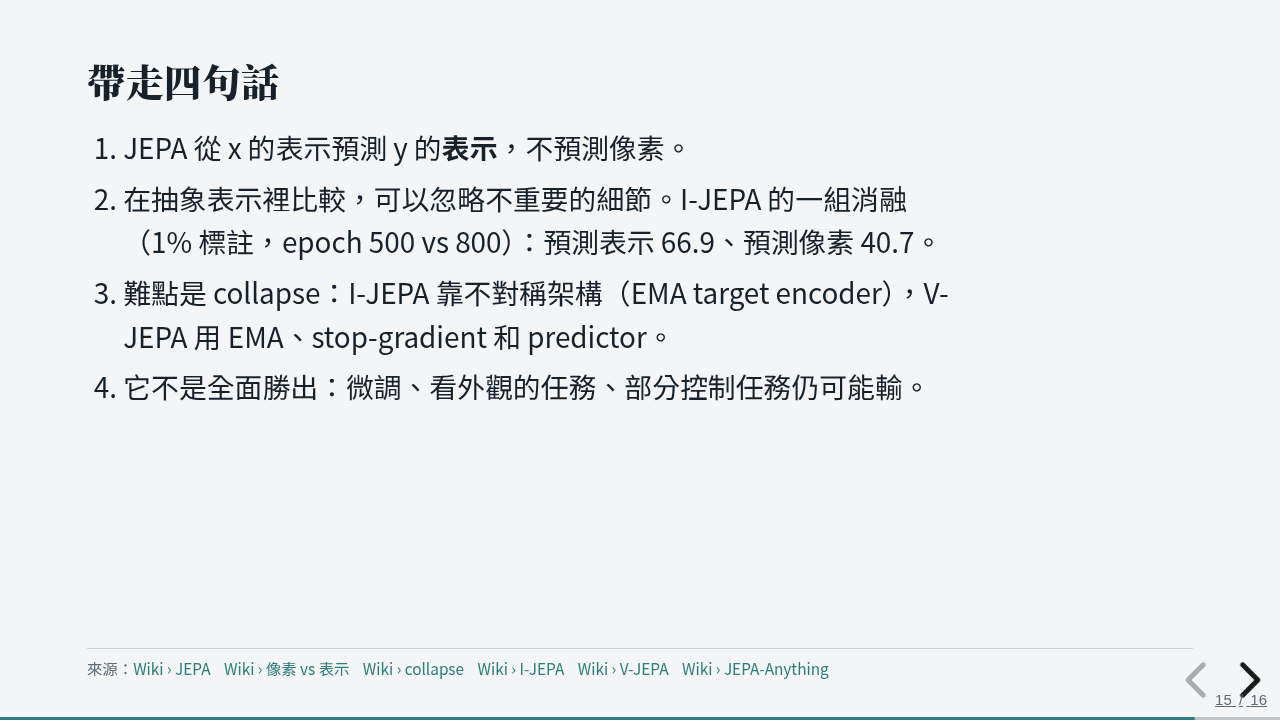 帶走四句話
1. JEPA 從 x 的表示預測 y 的表示，不預測像素。
2. 在抽象表示裡比較，可以忽略不重要的細節。I-JEPA 的一組消融
（1% 標註，epoch 500 vs 800）：預測表示 66.9、預測像素 40.7。
3. 難點是 collapse：I-JEPA 靠不對稱架構（EMA target encoder），V-
JEPA 用 EMA、stop-gradient 和 predictor。
4. 它不是全面勝出：微調、看外觀的任務、部分控制任務仍可能輸。
來源：Wiki › JEPA Wiki › 像素 vs 表示 Wiki › collapse Wiki › I-JEPA Wiki › V-JEPA Wiki › JEPA-Anything
15 / 16